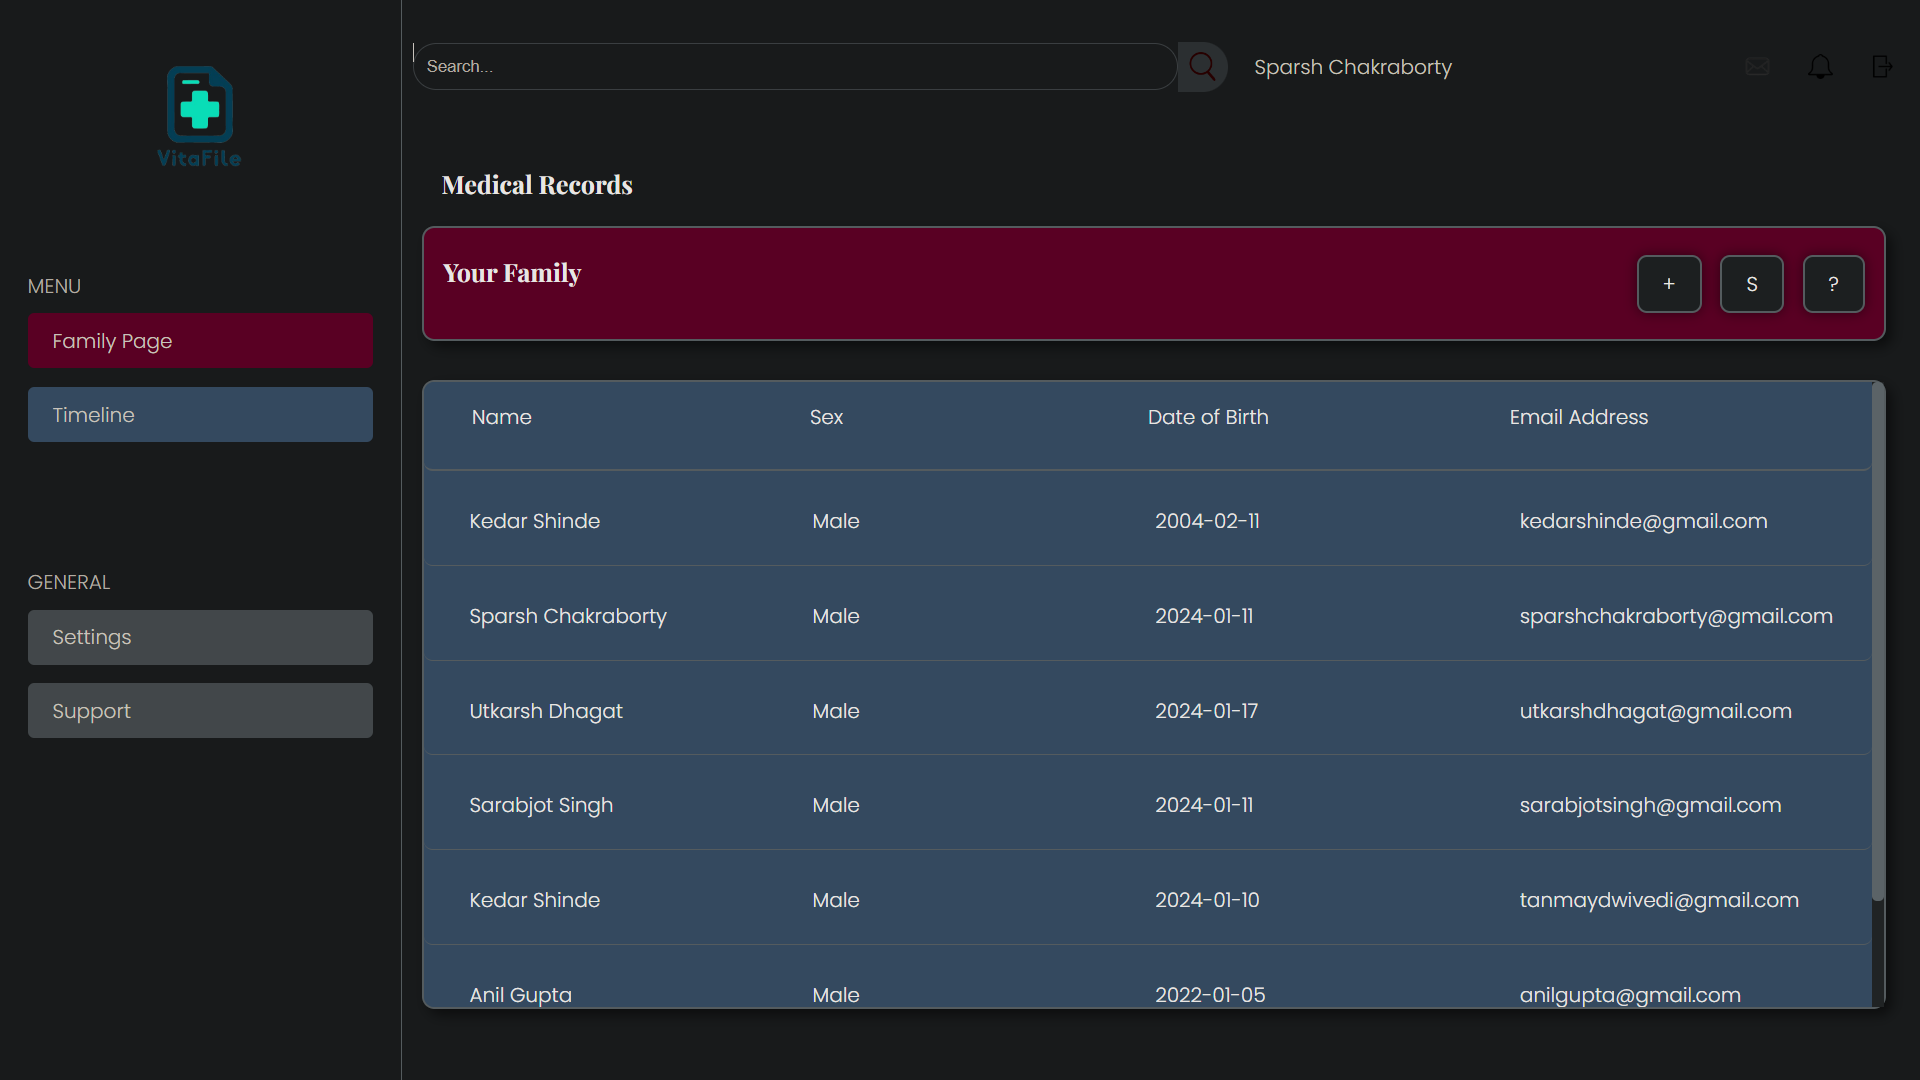 VitaFile
MENU
Family Page
Timeline
GENERAL
Settings
Support
Search...
Sparsh Chakraborty
Medical Records
Your Family
+ S ?
Name Sex Date of Birth Email Address
Kedar Shinde Male 2004-02-11 kedarshinde@gmail.com
Sparsh Chakraborty Male 2024-01-11 sparshchakraborty@gmail.com
Utkarsh Dhagat Male 2024-01-17 utkarshdhagat@gmail.com
Sarabjot Singh Male 2024-01-11 sarabjotsingh@gmail.com
Kedar Shinde Male 2024-01-10 tanmaydwivedi@gmail.com
Anil Gupta Male 2022-01-05 anilgupta@gmail.com